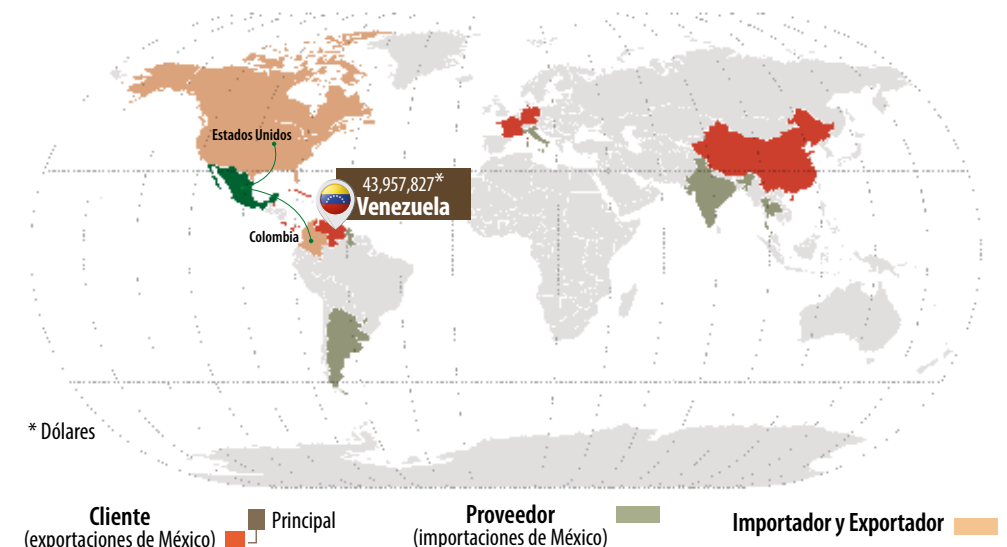 Estados Unidos
43,957,827*
Venezuela
Colombia
* Dólares
Cliente
(exportaciones de México)
Principal
Proveedor
(importaciones de México)
Importador y Exportador